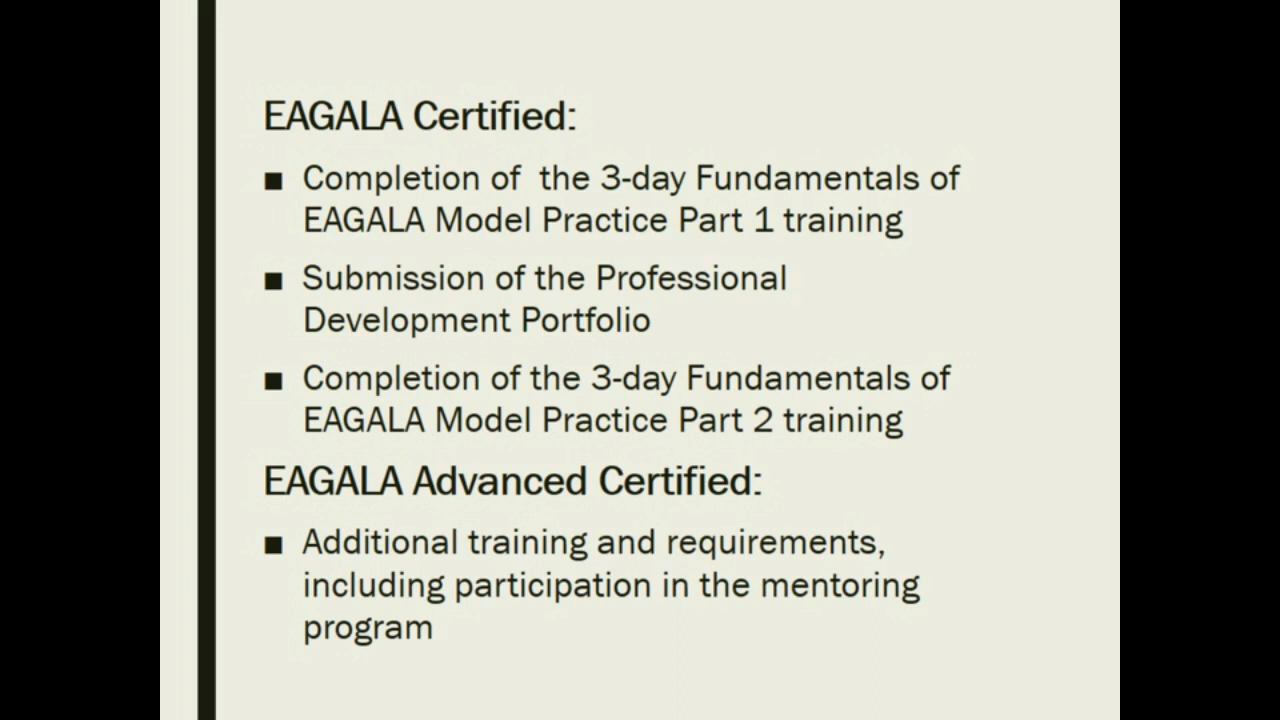 EAGALA Certified:
■ Completion of  the 3-day Fundamentals of
EAGALA Model Practice Part 1 training
■ Submission of the Professional
Development Portfolio
■ Completion of the 3-day Fundamentals of
EAGALA Model Practice Part 2 training
EAGALA Advanced Certified:
■ Additional training and requirements,
including participation in the mentoring
program